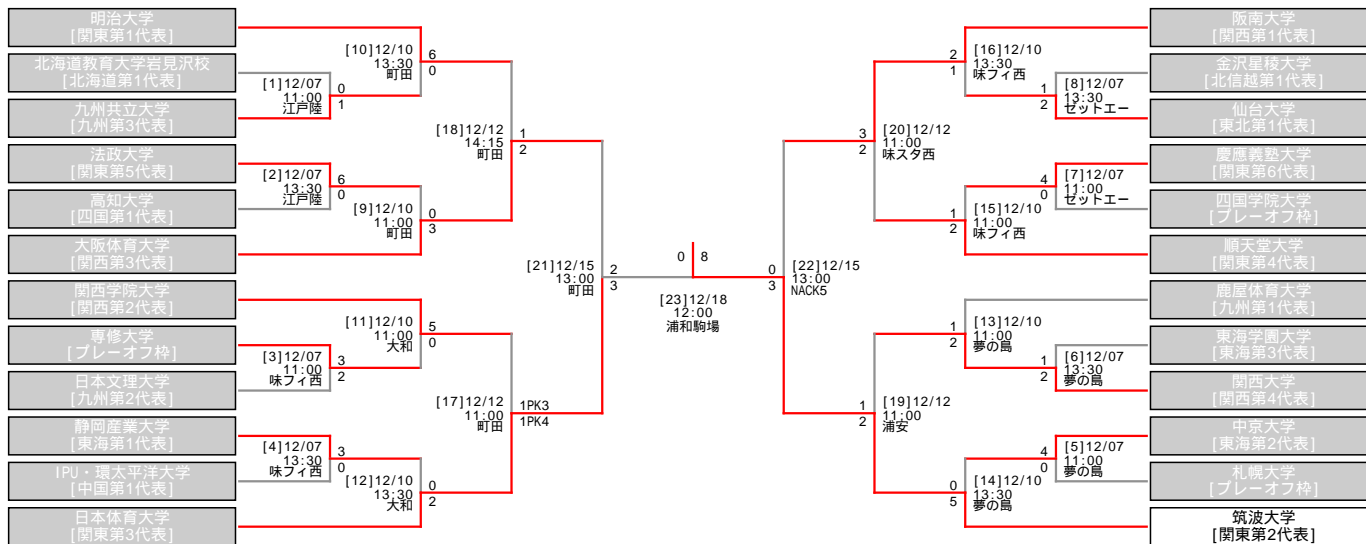 明治大学
[関東第1代表]
北海道教育大学岩見沢校
[北海道第1代表]
九州共立大学
[九州第3代表]
法政大学
[関東第5代表]
高知大学
[四国第1代表]
大阪体育大学
[関西第3代表]
関西学院大学
[関西第2代表]
専修大学
[プレーオフ枠]
日本文理大学
[九州第2代表]
静岡産業大学
[東海第1代表]
IPU・環太平洋大学
[中国第1代表]
日本体育大学
[関東第3代表]
[1]12/07
11:00
江戸陸
0
1
[2]12/07
13:30
江戸陸
6
0
[3]12/07
11:00
味フィ西
3
2
[4]12/07
13:30
味フィ西
3
0
[10]12/10
13:30
町田
6
0
[9]12/10
11:00
町田
0
3
[11]12/10
11:00
大和
5
0
[12]12/10
13:30
大和
0
2
[18]12/12
14:15
町田
1
2
[17]12/12
11:00
町田
1PK3
1PK4
[21]12/15
13:00
町田
2
3
0 8
[23]12/18
12:00
浦和駒場
0
3
[22]12/15
13:00
NACK5
3
2
[20]12/12
11:00
味スタ西
1
2
[19]12/12
11:00
浦安
2
1
[16]12/10
13:30
味フィ西
1
2
[15]12/10
11:00
味フィ西
1
2
[13]12/10
11:00
夢の島
0
5
[14]12/10
13:30
夢の島
1
2
[8]12/07
13:30
ゼットエー
4
0
[7]12/07
11:00
ゼットエー
1
2
[6]12/07
13:30
夢の島
4
0
[5]12/07
11:00
夢の島
阪南大学
[関西第1代表]
金沢星稜大学
[北信越第1代表]
仙台大学
[東北第1代表]
慶應義塾大学
[関東第6代表]
四国学院大学
[プレーオフ枠]
順天堂大学
[関東第4代表]
鹿屋体育大学
[九州第1代表]
東海学園大学
[東海第3代表]
関西大学
[関西第4代表]
中京大学
[東海第2代表]
札幌大学
[プレーオフ枠]
筑波大学
[関東第2代表]